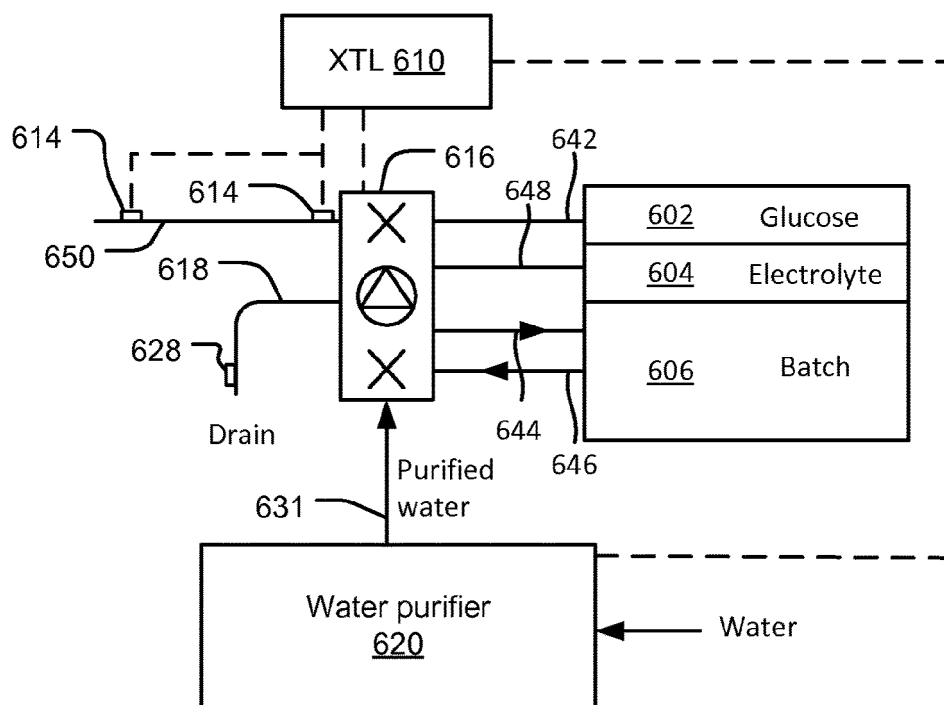 XTL 610
614
614
616
642
648
602 Glucose
650
618
604 Electrolyte
628
606 Batch
Drain
644
646
Purified
water
631
Water purifier
620
Water